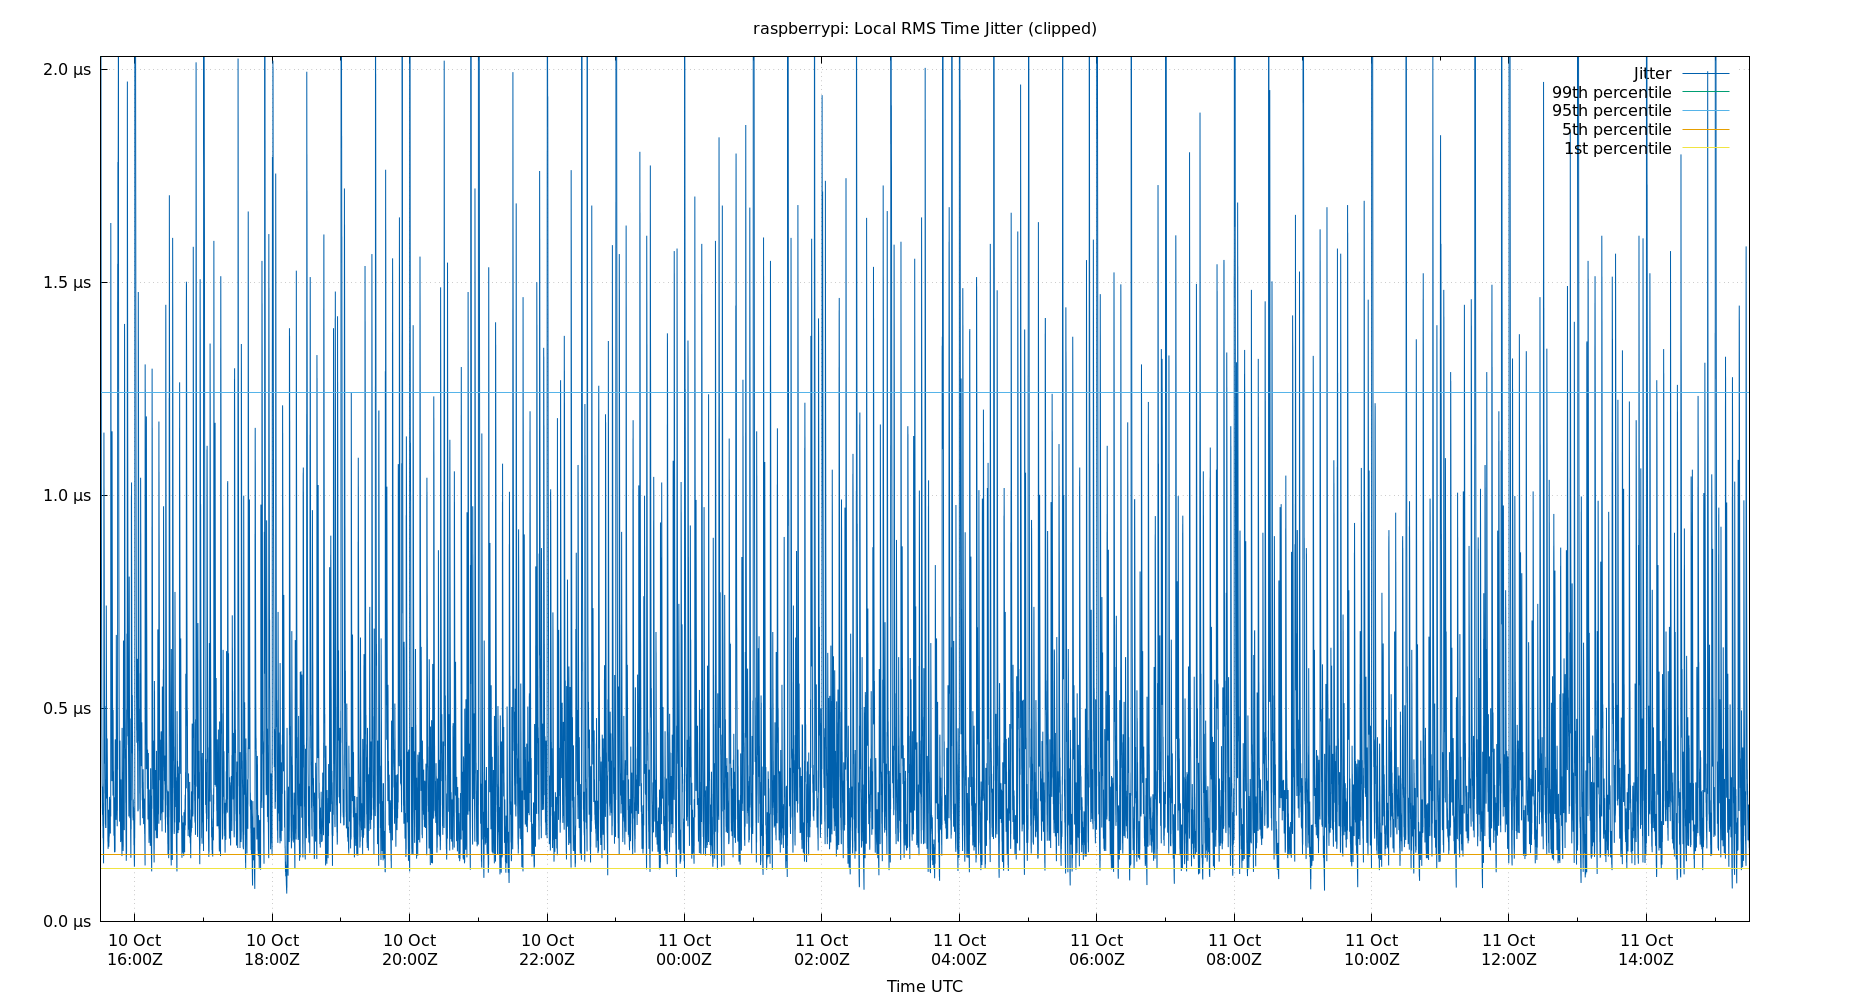 raspberrypi: Local RMS Time Jitter (clipped)
2.0 µs
1.5 µs
1.0 µs
0.5 µs
0.0 µs
Jitter
99th percentile
95th percentile
5th percentile
1st percentile
10 Oct 10 Oct 10 Oct 10 Oct 11 Oct 11 Oct 11 Oct 11 Oct 11 Oct 11 Oct 11 Oct 11 Oct
16:00Z 18:00Z 20:00Z 22:00Z 00:00Z 02:00Z 04:00Z 06:00Z 08:00Z 10:00Z 12:00Z 14:00Z
Time UTC